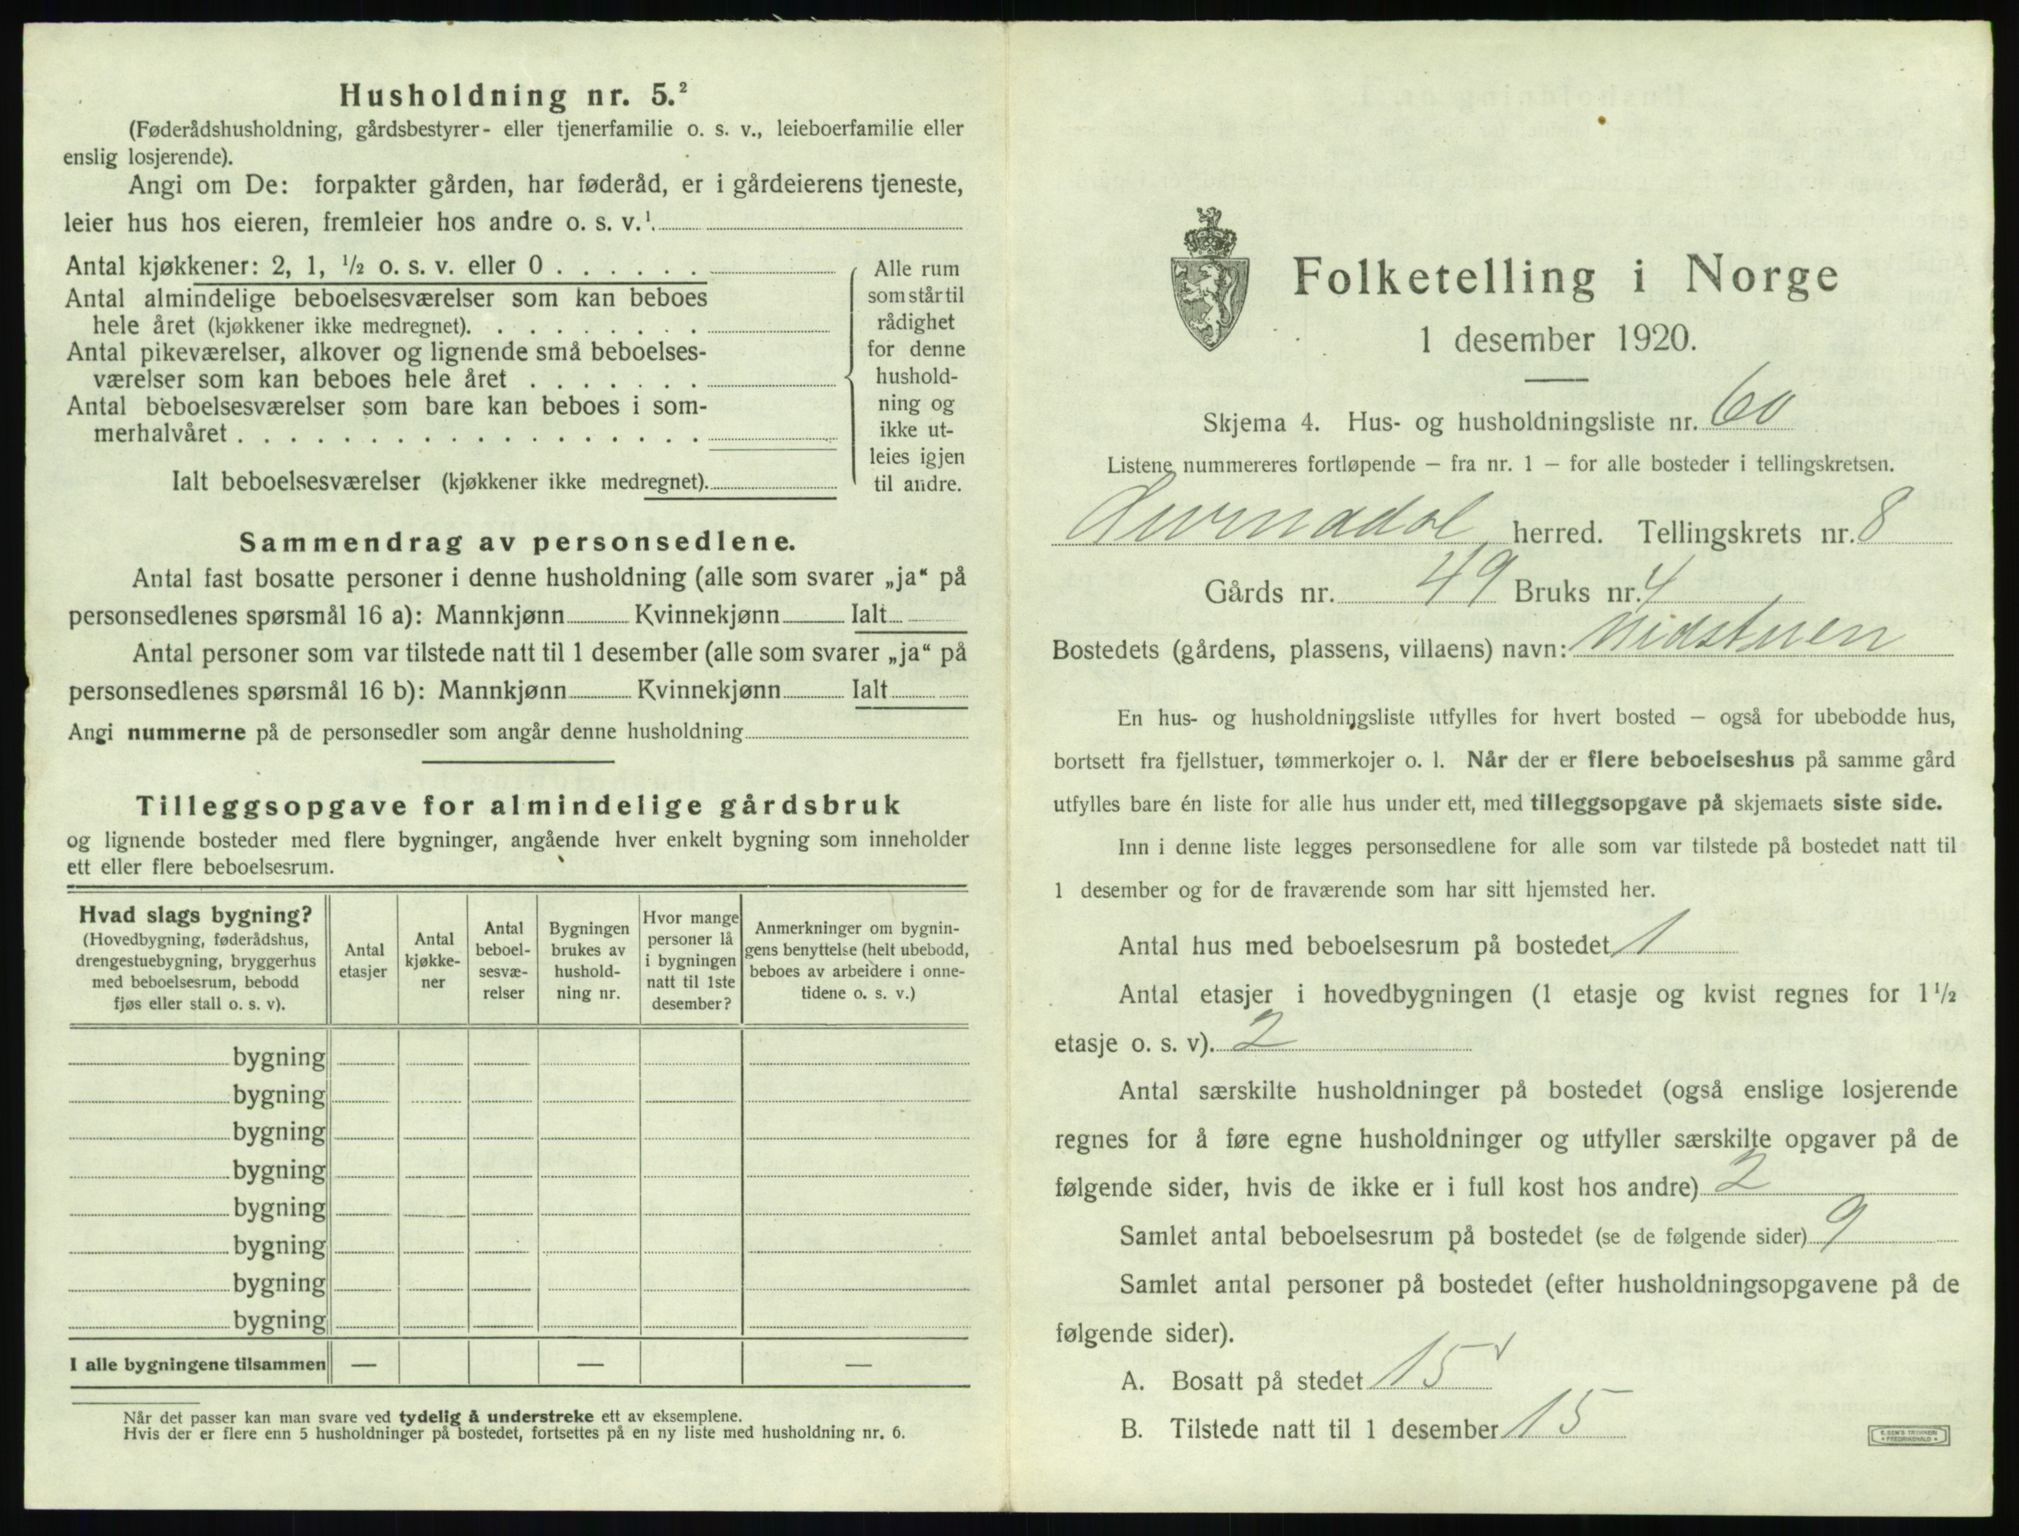 Husholdning nr. 5.²
(Føderådshusholdning, gårdsbestyrer- eller tjenerfamilie o. s. v., leieboerfamilie eller
enslig losjerende).
Angi om De: forpakter gården, har føderåd, er i gårdeierens tjeneste,
leier hus hos eieren, fremleier hos andre o. s. v.¹
Antal kjøkkener: 2, 1, ½ o. s. v. eller 0 . . . . . .
Antal almindelige beboelsesværelser som kan beboes
hele året (kjøkkener ikke medregnet). . . . . . . . .
Antal pikeværelser, alkover og lignende små beboelses-
værelser som kan beboes hele året . . . . . . .
Antal beboelsesværelser som bare kan beboes i som-
merhalvåret . . . . . . . . . . . . . . . . . .
Ialt beboelsesværelser (kjøkkener ikke medregnet).
Alle rum
som står til
rådighet
for denne
hushold-
ning og
ikke ut-
leies igjen
til andre.
Sammendrag av personsedlene.
Antal fast bosatte personer i denne husholdning (alle som svarer „ja“ på
personsedlenes spørsmål 16 a): Mannkjønn Kvinnekjønn Ialt
Antal personer som var tilstede natt til 1 desember (alle som svarer „ja“ på
personsedlenes spørsmål 16 b): Mannkjønn Kvinnekjønn Ialt
Angi nummerne på de personsedler som angår denne husholdning
Tilleggsopgave for almindelige gårdsbruk
og lignende bosteder med flere bygninger, angående hver enkelt bygning som inneholder
ett eller flere beboelsesrum.
Hvad slags bygning?
(Hovedbygning, føderådshus,
drengestuebygning, bryggerhus
med beboelsesrum, bebodd
fjøs eller stall o. s. v).
Antal
etasjer
Antal
kjøkke-
ner
Antal
beboel-
sesvæ-
relser
Bygningen
brukes av
hushold-
ning nr.
Hvor mange
personer lå
i bygningen
natt til 1ste
desember?
Anmerkninger om bygnin-
gens benyttelse (helt ubebodd,
beboes av arbeidere i onne-
tidene o. s. v.)
bygning
bygning
bygning
bygning
bygning
bygning
bygning
bygning
I alle bygningene tilsammen — — —
Når det passer kan man svare ved tydelig å understreke ett av eksemplene.
Hvis der er flere enn 5 husholdninger på bostedet, fortsettes på en ny liste med husholdning nr. 6.
Folketelling i Norge
1 desember 1920.
Skjema 4. Hus- og husholdningsliste nr. 60
Listene nummereres fortløpende – fra nr. 1 – for alle bosteder i tellingskretsen.
Surnadal herred. Tellingskrets nr. 8
Gårds nr. 49 Bruks nr. 4
Bostedets (gårdens, plassens, villaens) navn: Midstuen
En hus- og husholdningsliste utfylles for hvert bosted – også for ubebodde hus,
bortsett fra fjellstuer, tømmerkojer o. l. Når der er flere beboelseshus på samme gård
utfylles bare én liste for alle hus under ett, med tilleggsopgave på skjemaets siste side.
Inn i denne liste legges personsedlene for alle som var tilstede på bostedet natt til
1 desember og for de fraværende som har sitt hjemsted her.
Antal hus med beboelsesrum på bostedet 1
Antal etasjer i hovedbygningen (1 etasje og kvist regnes for 1 ½
etasje o. s. v). 2
Antal særskilte husholdninger på bostedet (også enslige losjerende
regnes for å føre egne husholdninger og utfyller særskilte opgaver på de
følgende sider, hvis de ikke er i full kost hos andre) 2
Samlet antal beboelsesrum på bostedet (se de følgende sider) 9
Samlet antal personer på bostedet (efter husholdningsopgavene på de
følgende sider).
A. Bosatt på stedet 15
B. Tilstede natt til 1 desember 15